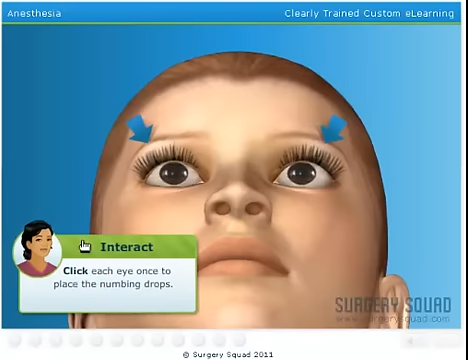 Anesthesia
Clearly Trained Custom eLearning
Interact
Click each eye once to
place the numbing drops.
SURGERY SQUAD
www.surgerysquad.com
© Surgery Squad 2011